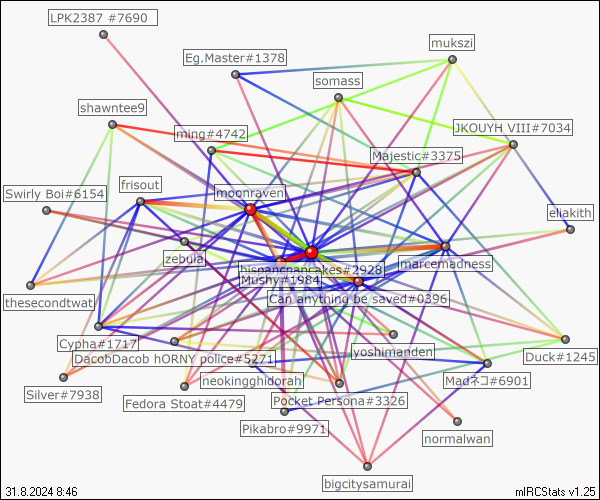 LPK2387 #7690
mukszi
Eg.Master#1378
somass
shawntee9
JKOUYH VIII#7034
ming#4742
Majestic#3375
frisout
Swirly Boi#6154
moonraven
eliakith
zebula
marcemadness
hispancnancakes#2928
Mushy#1984
thesecondtwat
Can anything be saved#0396
Cypha#1717
yoshimanden
DacobDacob hORNY police#5271
Duck#1245
neokingghidorah
Madネコ#6901
Silver#7938
Fedora Stoat#4479
Pocket Persona#3326
Pikabro#9971
normalwan
bigcitysamurai
31.8.2024 8:46
mIRCStats v1.25